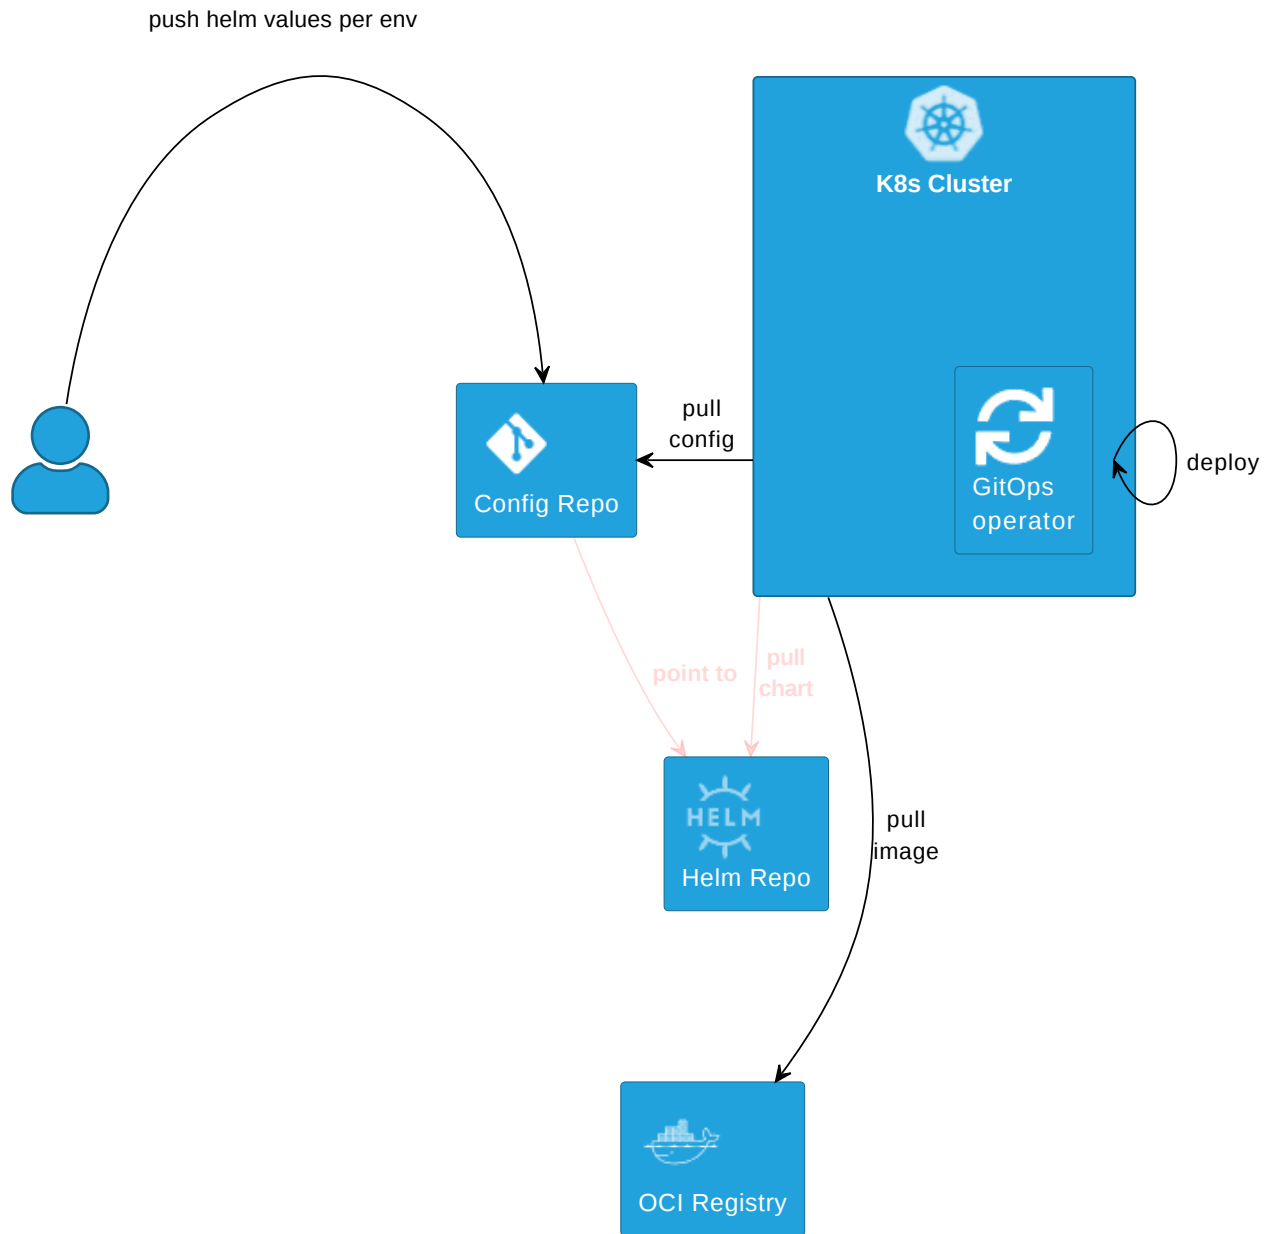 push helm values per env
K8s Cluster
pull
config
GitOps
operator
deploy
Config Repo
point to
pull
chart
HELM
Helm Repo
pull
image
OCI Registry